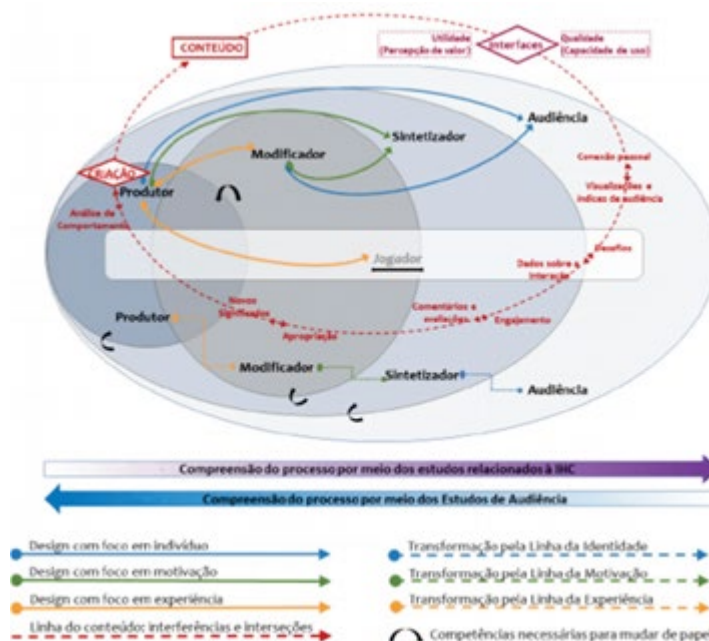 CONTEÚDO
Utilidade
(Percepção de valor)
Interfaces
Qualidade
(Capacidade de uso)
Audiência
Sintetizador
Modificador
CRIAÇÃO
Produtor
Conexão pessoal
Visualizações e
índices de audiência
Análise de
Comportamento
Desafios
Jogador
Dados sobre a
interação
Novos
Significados
Comentários e
avaliações
Engajamento
Produtor
Apropriação
Modificador
Sintetizador
Audiência
Compreensão do processo por meio dos estudos relacionados à IHC
Compreensão do processo por meio dos Estudos de Audiência
Design com foco em indivíduo
Transformação pela Linha da Identidade
Design com foco em motivação
Transformação pela Linha da Motivação
Design com foco em experiência
Transformação pela Linha da Experiência
Linha do conteúdo: interferências e interseções
Competências necessárias para mudar de pape